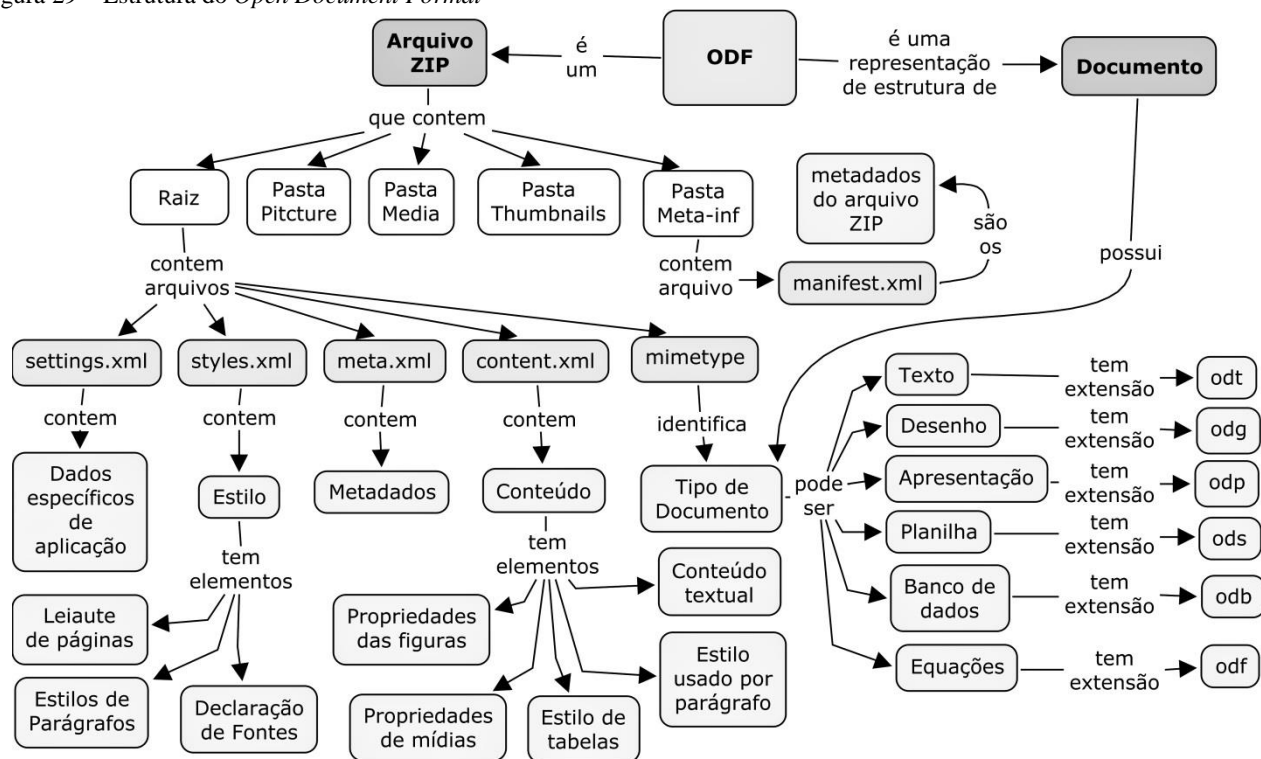 gura 29 – Estrutura do Open Document Format
Arquivo
ZIP
é
um
ODF
é uma
representação
de estrutura de
Documento
que contem
Raiz
Pasta
Pitcture
Pasta
Media
Pasta
Thumbnails
Pasta
Meta-inf
metadados
do arquivo
ZIP
são
os
possui
contem
arquivos
contem
arquivo
manifest.xml
settings.xml
styles.xml
meta.xml
content.xml
mimetype
contem
contem
contem
contem
identifica
Dados
específicos
de
aplicação
Estilo
Metadados
Conteúdo
Tipo de
Documento
pode
ser
Texto
tem
extensão
odt
Desenho
tem
extensão
odg
Apresentação
tem
extensão
odp
Planilha
tem
extensão
ods
Banco de
dados
tem
extensão
odb
Equações
tem
extensão
odf
tem
elementos
tem
elementos
Leiaute
de páginas
Estilos de
Parágrafos
Declaração
de Fontes
Propriedades
das figuras
Propriedades
de mídias
Estilo de
tabelas
Conteúdo
textual
Estilo
usado por
parágrafo